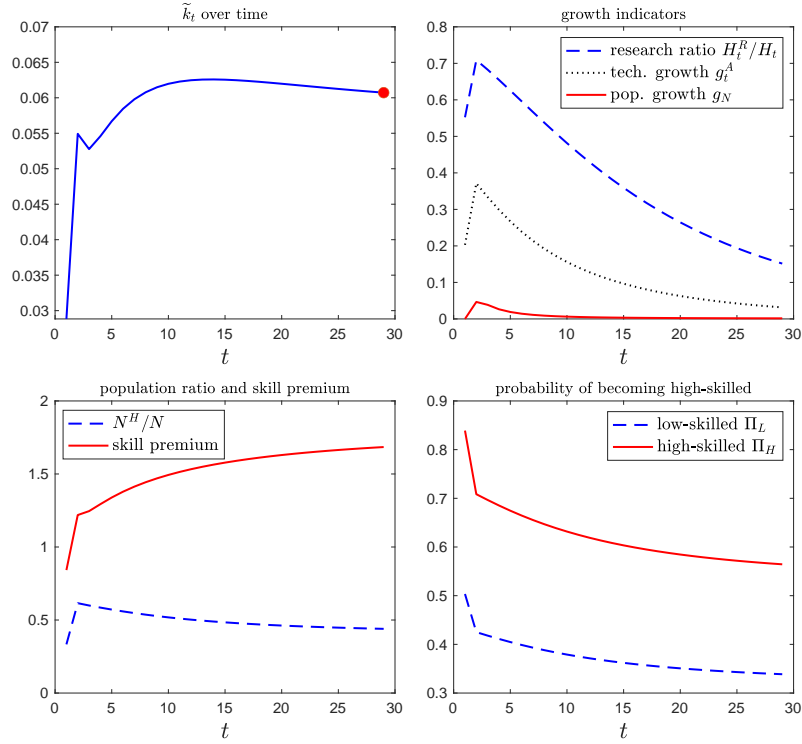 k̃_t over time
0.07
0.065
0.06
0.055
0.05
0.045
0.04
0.035
0.03
0 5 10 15 20 25 30
t
growth indicators
0.8
0.7
0.6
0.5
0.4
0.3
0.2
0.1
0
research ratio H_t^R/H_t
tech. growth g_t^A
pop. growth g_N
0 5 10 15 20 25 30
t
population ratio and skill premium
2
1.5
1
0.5
0
N^H/N
skill premium
0 5 10 15 20 25 30
t
probability of becoming high-skilled
0.9
0.8
0.7
0.6
0.5
0.4
0.3
low-skilled Π_L
high-skilled Π_H
0 5 10 15 20 25 30
t